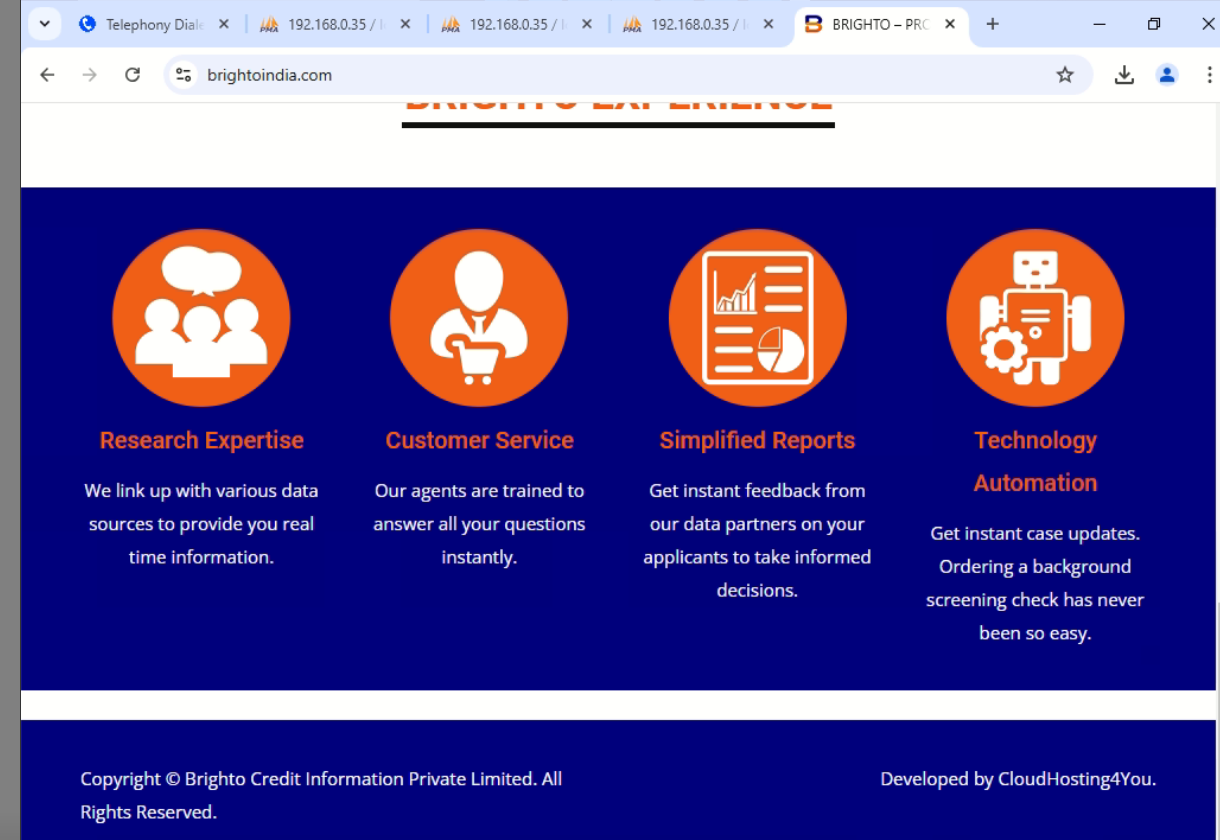 Telephony Diale
192.168.0.35 / l
192.168.0.35 / l
192.168.0.35 / l
BRIGHTO – PRO
brightoindia.com
BRIGHTO EXPERIENCE
Research Expertise
We link up with various data
sources to provide you real
time information.
Customer Service
Our agents are trained to
answer all your questions
instantly.
Simplified Reports
Get instant feedback from
our data partners on your
applicants to take informed
decisions.
Technology
Automation
Get instant case updates.
Ordering a background
screening check has never
been so easy.
Copyright © Brighto Credit Information Private Limited. All
Rights Reserved.
Developed by CloudHosting4You.